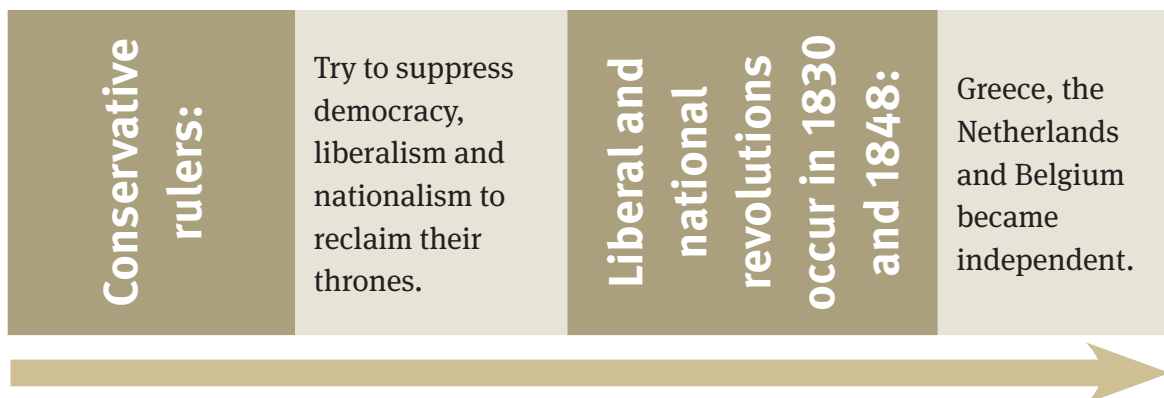 Conservative
rulers:
Try to suppress
democracy,
liberalism and
nationalism to
reclaim their
thrones.
Liberal and
national
revolutions
occur in 1830
and 1848:
Greece, the
Netherlands
and Belgium
became
independent.